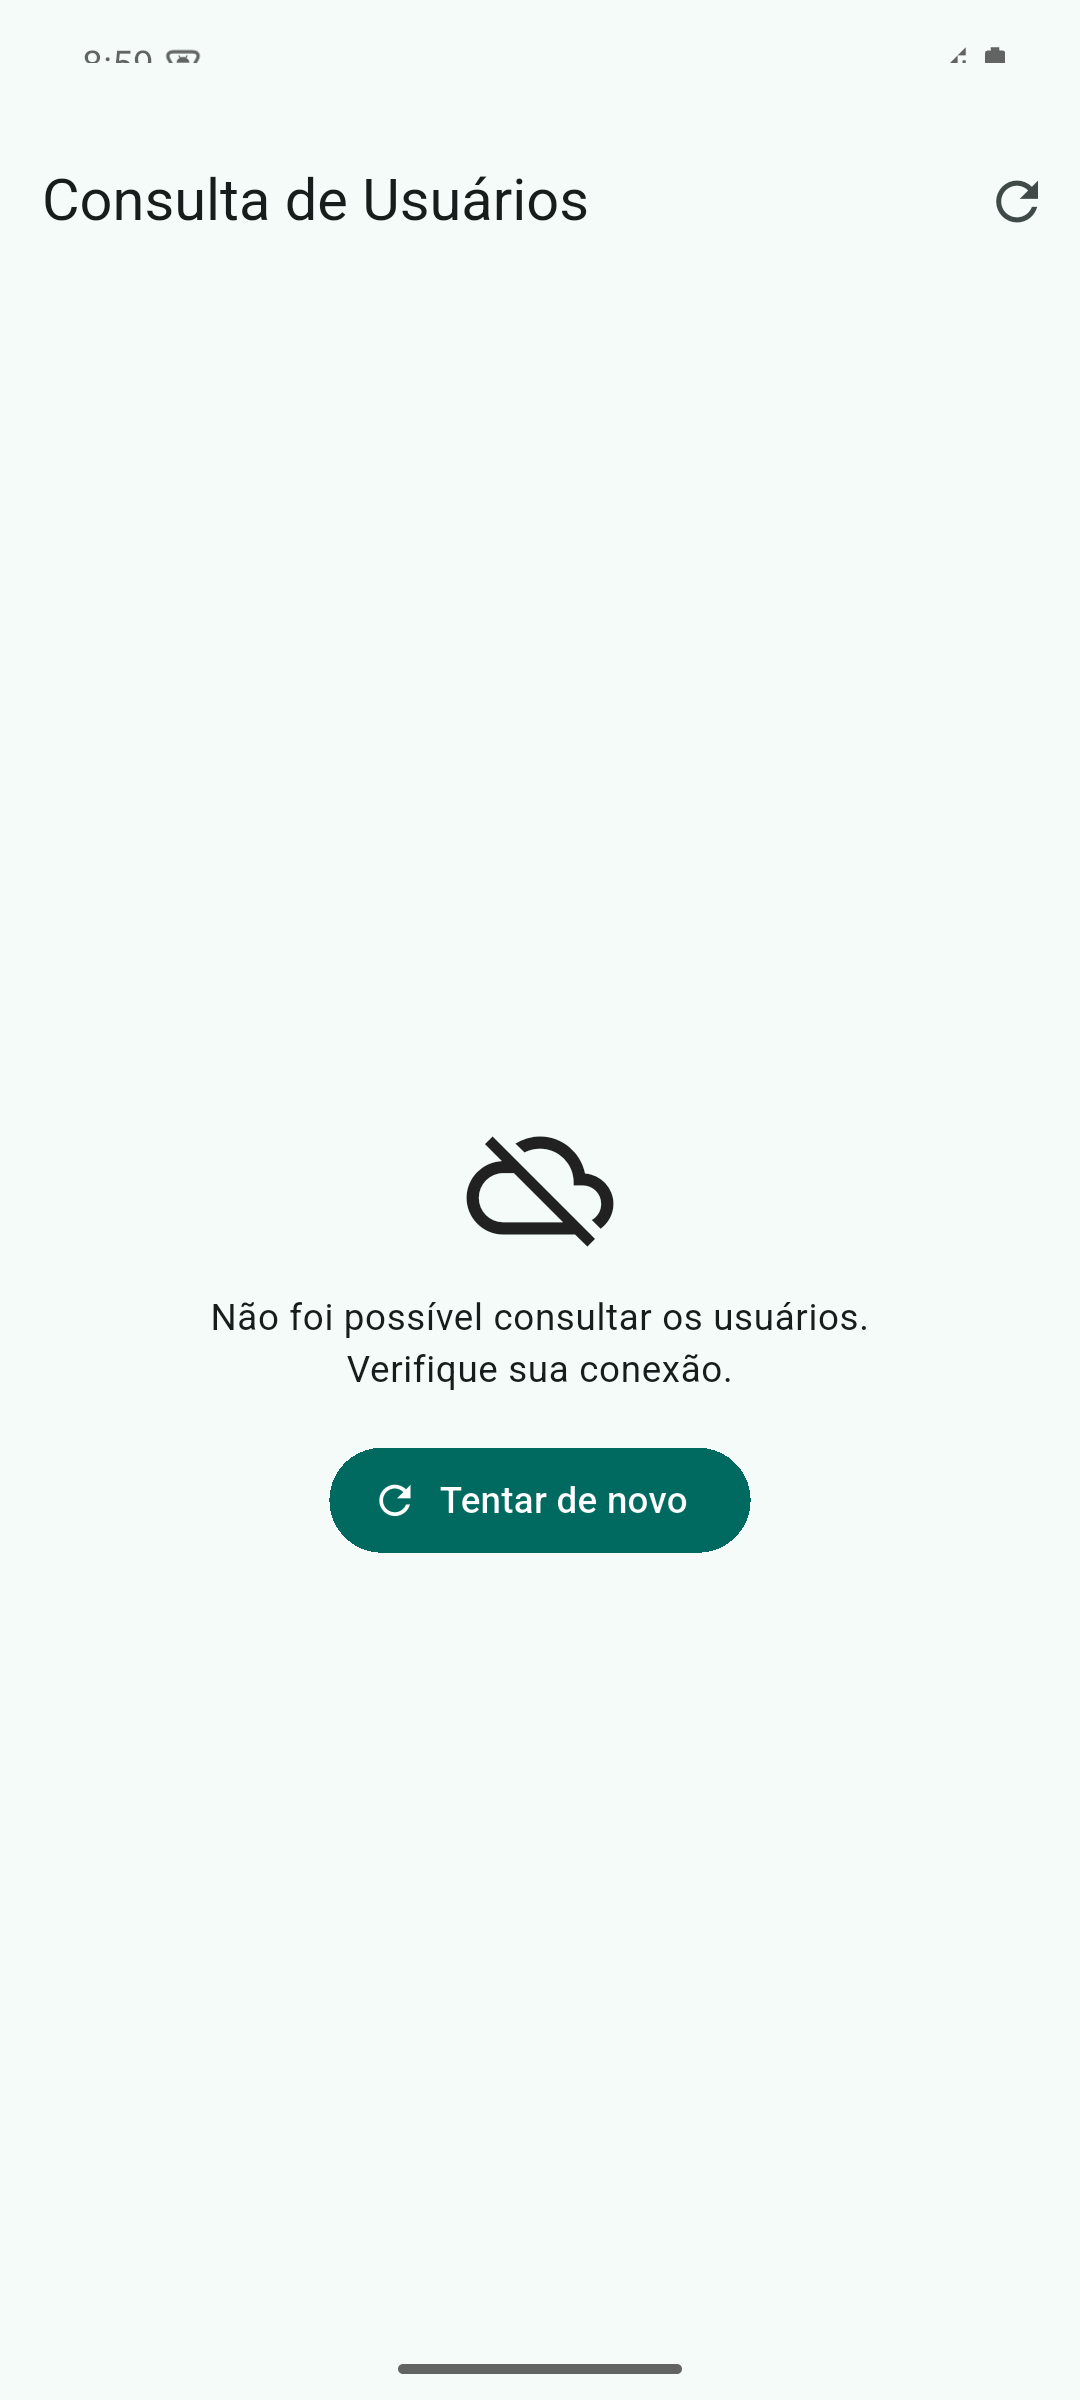 Consulta de Usuários
Não foi possível consultar os usuários.
Verifique sua conexão.
Tentar de novo